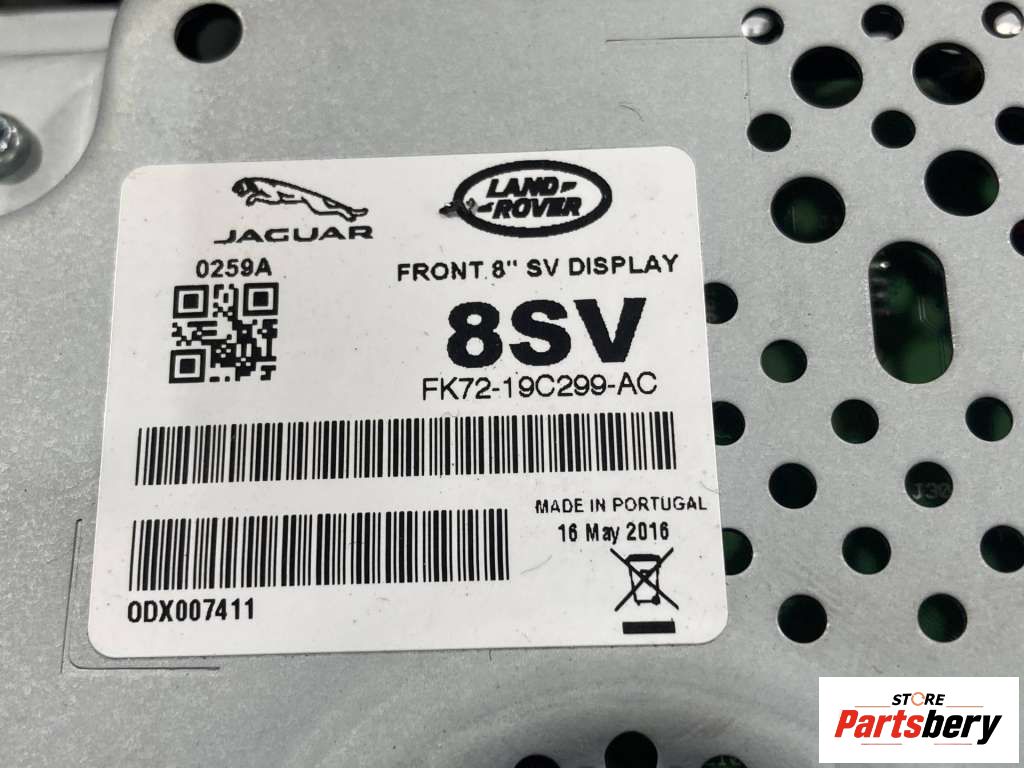 JAGUAR
LAND
ROVER
0259A
FRONT 8" SV DISPLAY
8SV
FK72-19C299-AC
MADE IN PORTUGAL
16 May 2016
ODX007411
J30
STORE
Partsbery